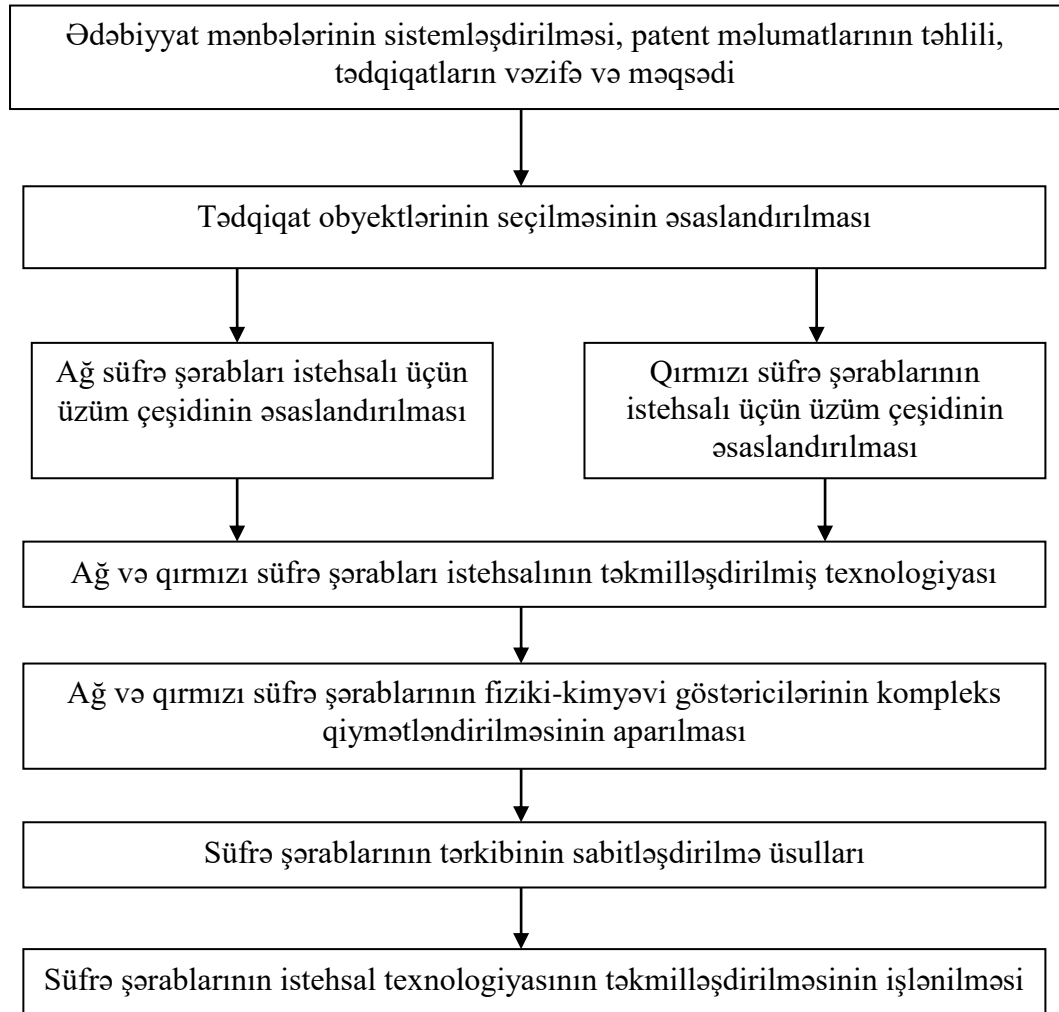 Ədəbiyyat mənbələrinin sistemləşdirilməsi, patent məlumatlarının təhlili,
tədqiqatların vəzifə və məqsədi
Tədqiqat obyektlərinin seçilməsinin əsaslandırılması
Ağ süfrə şərabları istehsalı üçün
üzüm çeşidinin əsaslandırılması
Qırmızı süfrə şərablarının
istehsalı üçün üzüm çeşidinin
əsaslandırılması
Ağ və qırmızı süfrə şərabları istehsalının təkmilləşdirilmiş texnologiyası
Ağ və qırmızı süfrə şərablarının fiziki-kimyəvi göstəricilərinin kompleks
qiymətləndirilməsinin aparılması
Süfrə şərablarının tərkibinin sabitləşdirilmə üsulları
Süfrə şərablarının istehsal texnologiyasının təkmilləşdirilməsinin işlənilməsi